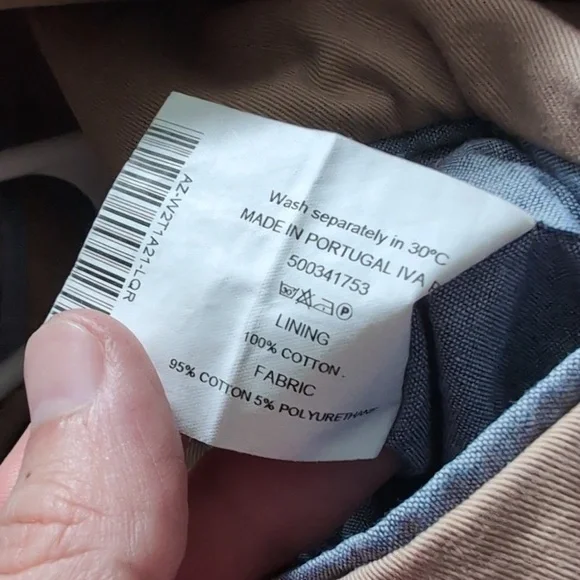 AZ-W2T1A21-LQR
Wash separately in 30ºC
MADE IN PORTUGAL IVA
500341753
LINING
100% COTTON.
FABRIC
95% COTTON 5% POLYURETHANE